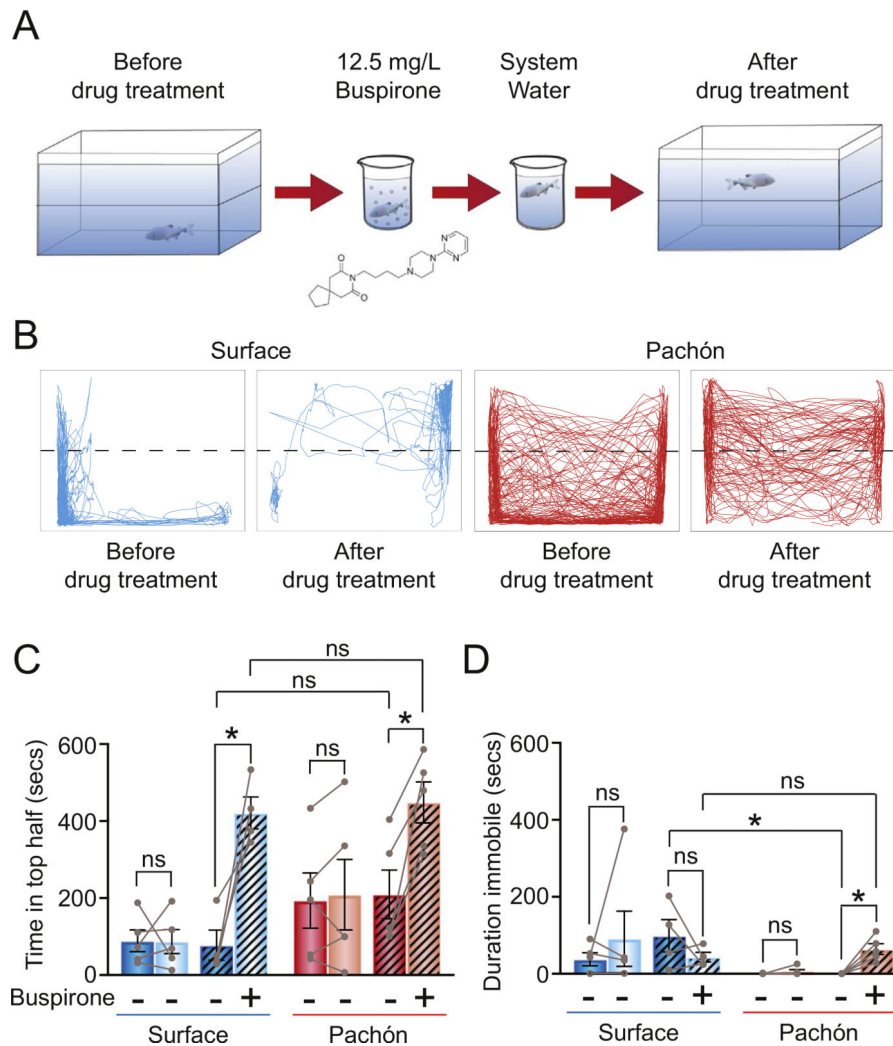 A
Before
drug treatment
12.5 mg/L
Buspirone
System
Water
After
drug treatment
N
N
N
N
O
O
B
Surface
Pachón
Before
drug treatment
After
drug treatment
Before
drug treatment
After
drug treatment
C
Time in top half (secs)
600
400
200
0
ns
*
ns
*
ns
ns
Buspirone - - - + - - - +
Surface
Pachón
D
Duration immobile (secs)
600
400
200
0
ns
ns
*
ns
ns
*
- - - + - - - +
Surface
Pachón